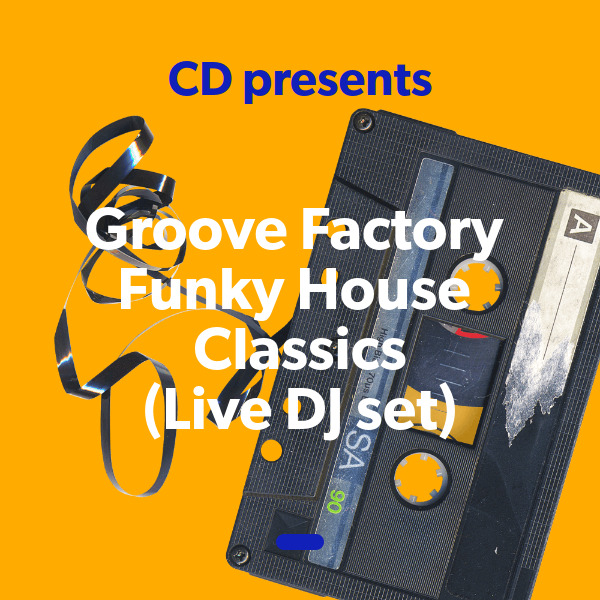 CD presents
Groove Factory
Funky House
Classics
(Live DJ set)
A
SA
90